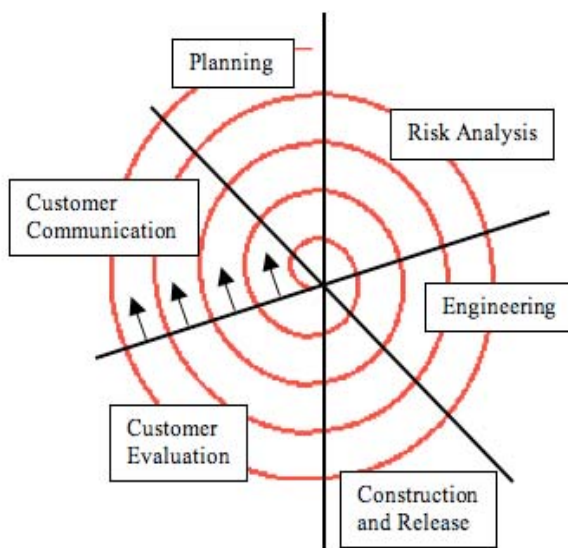 Planning
Risk Analysis
Customer
Communication
Engineering
Customer
Evaluation
Construction
and Release